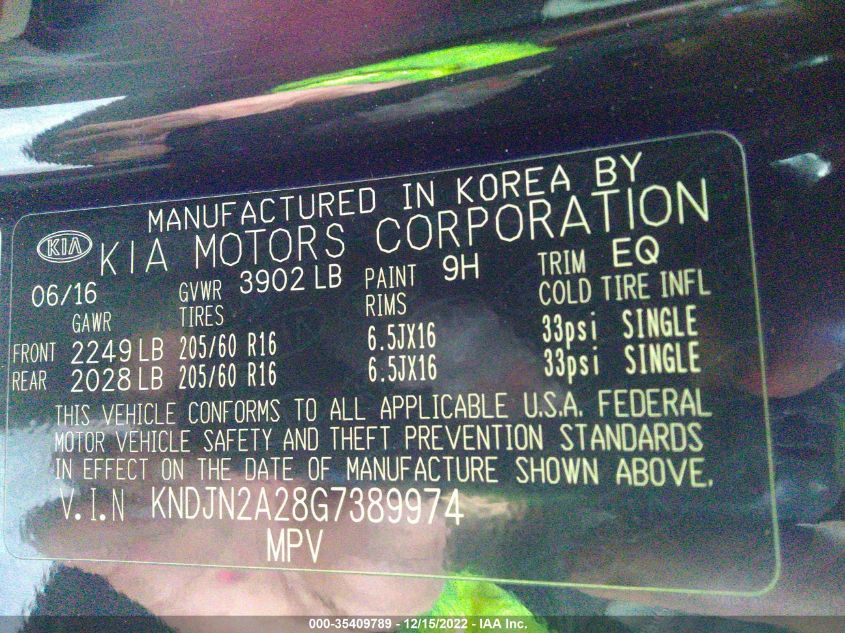 MANUFACTURED IN KOREA BY
KIA KIA MOTORS CORPORATION
06/16 GVWR 3902 LB PAINT 9H TRIM EQ
GAWR TIRES RIMS COLD TIRE INFL
FRONT 2249 LB 205/60 R16 6.5JX16 33psi SINGLE
REAR 2028 LB 205/60 R16 6.5JX16 33psi SINGLE
THIS VEHICLE CONFORMS TO ALL APPLICABLE U.S.A. FEDERAL
MOTOR VEHICLE SAFETY AND THEFT PREVENTION STANDARDS
IN EFFECT ON THE DATE OF MANUFACTURE SHOWN ABOVE.
V.I.N KNDJN2A28G7389974
MPV
000-35409789 - 12/15/2022 - IAA Inc.